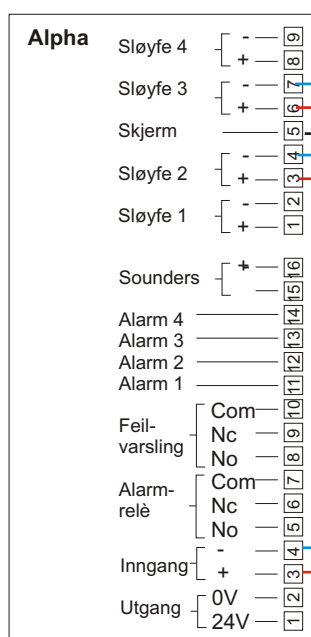 Alpha
Sløyfe 4 - 9
+ 8
Sløyfe 3 - 7
+ 6
Skjerm 5
Sløyfe 2 - 4
+ 3
Sløyfe 1 - 2
+ 1
Sounders + 16
15
Alarm 4 14
Alarm 3 13
Alarm 2 12
Alarm 1 11
Feil-
varsling
Com 10
Nc 9
No 8
Alarm-
relè
Com 7
Nc 6
No 5
Inngang - 4
+ 3
Utgang 0V 2
24V 1